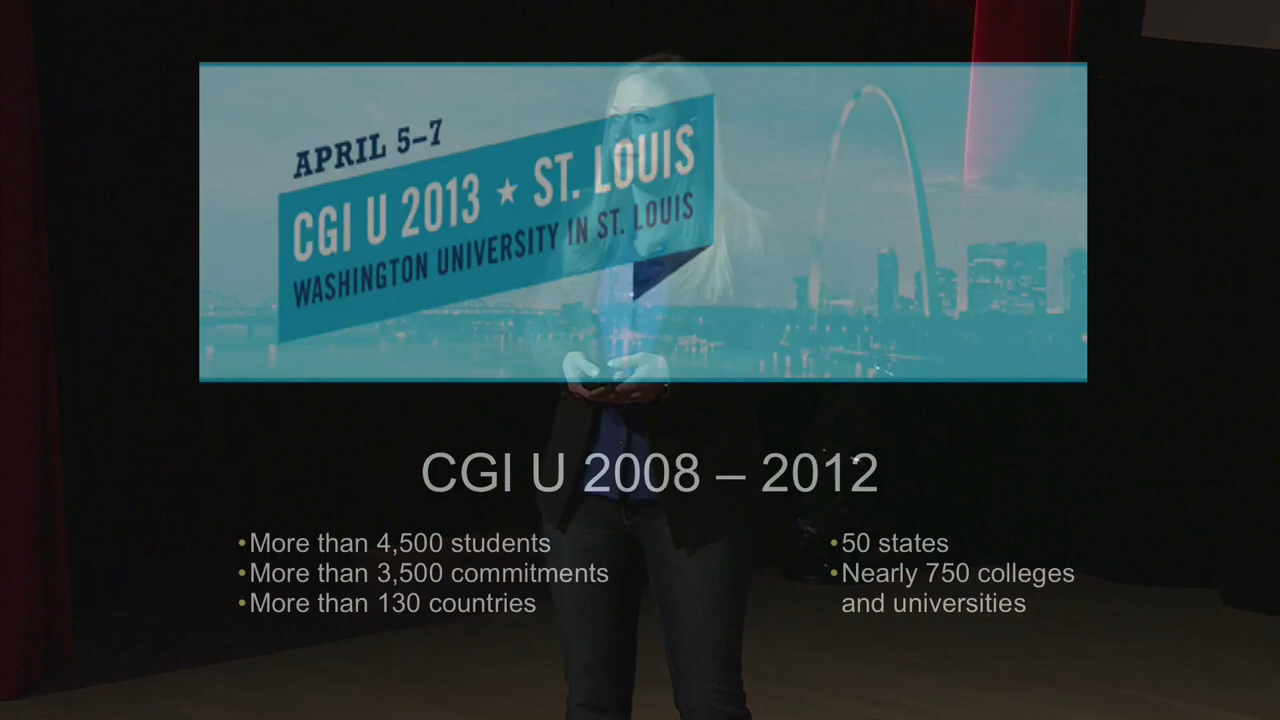 APRIL 5–7
CGI U 2013 ★ ST. LOUIS
WASHINGTON UNIVERSITY IN ST. LOUIS
CGI U 2008 – 2012
•More than 4,500 students
•More than 3,500 commitments
•More than 130 countries
•50 states
•Nearly 750 colleges
and universities